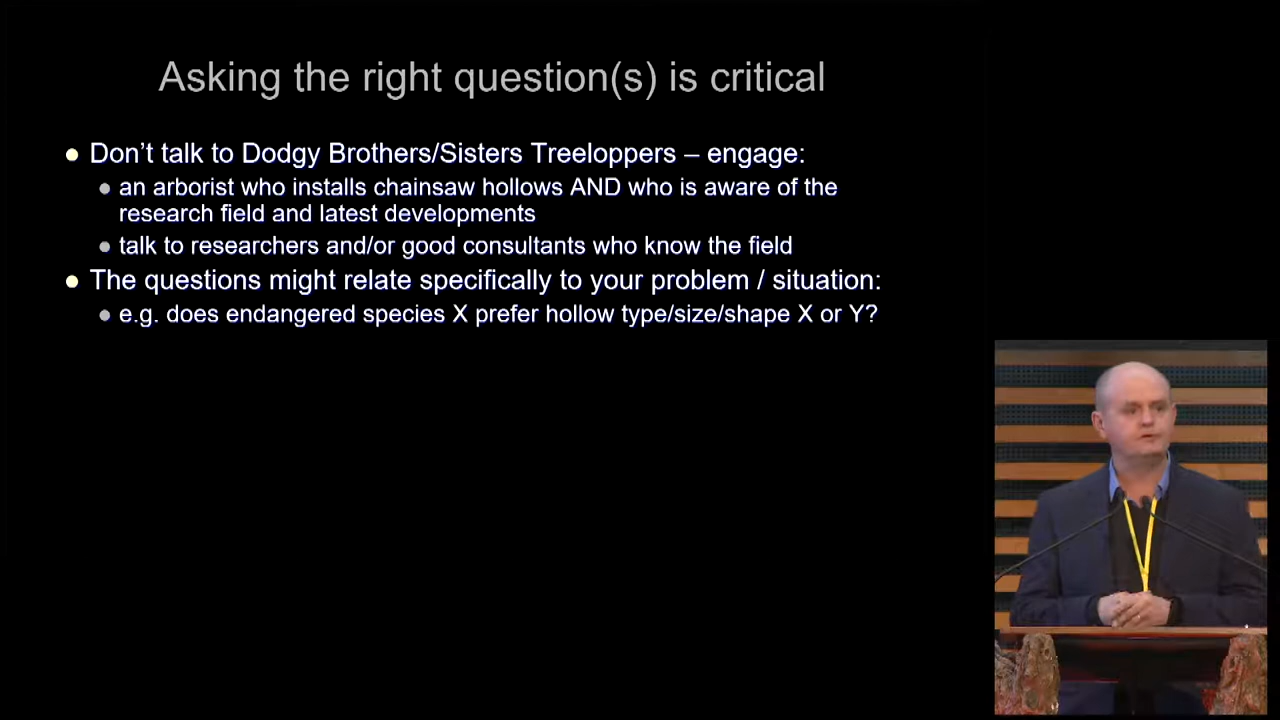 Asking the right question(s) is critical
● Don’t talk to Dodgy Brothers/Sisters Treeloppers – engage:
● an arborist who installs chainsaw hollows AND who is aware of the
research field and latest developments
● talk to researchers and/or good consultants who know the field
● The questions might relate specifically to your problem / situation:
● e.g. does endangered species X prefer hollow type/size/shape X or Y?